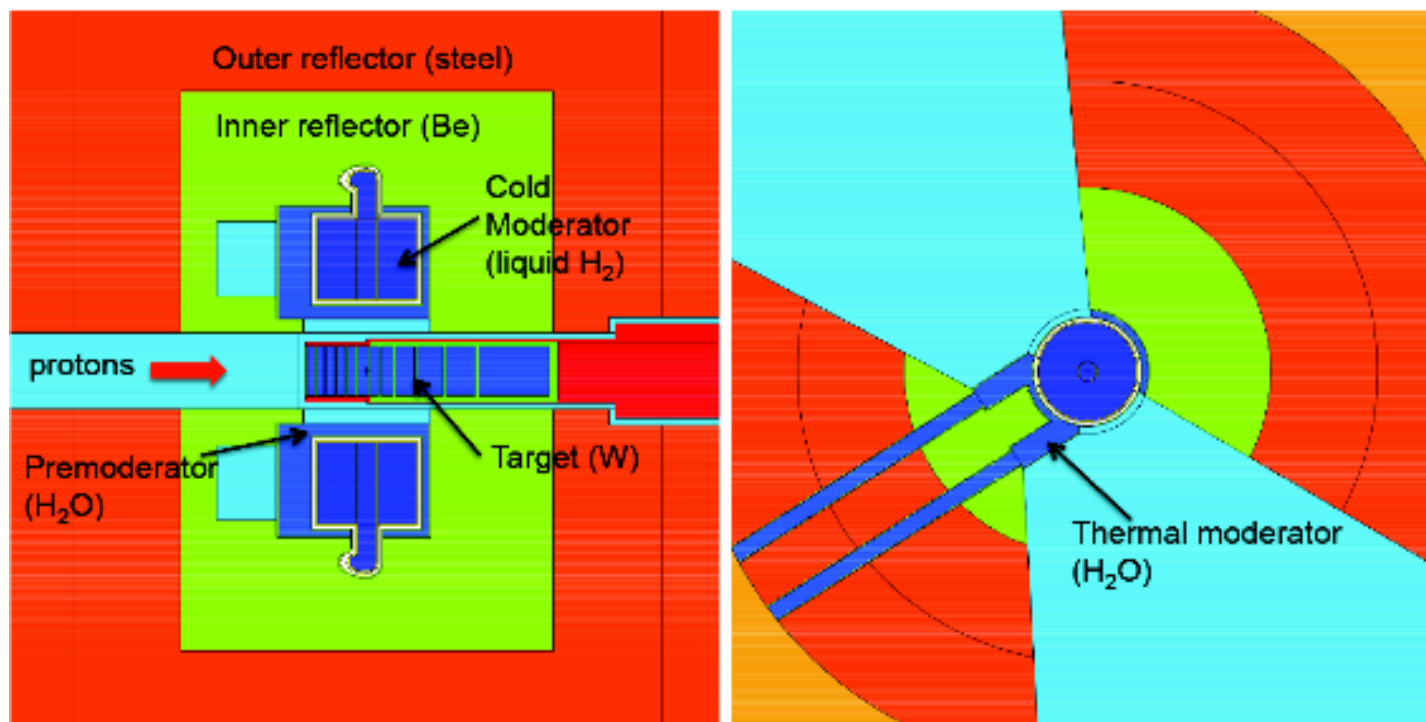 Outer reflector (steel)
Inner reflector (Be)
Cold
Moderator
(liquid H₂)
protons
Premoderator
(H₂O)
Target (W)
Thermal moderator
(H₂O)